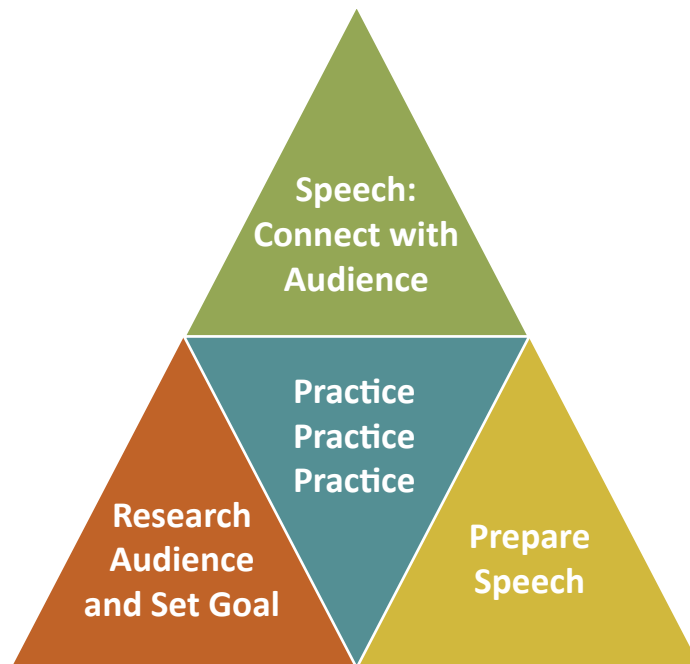 Speech:
Connect with
Audience
Practice
Practice
Practice
Research
Audience
and Set Goal
Prepare
Speech